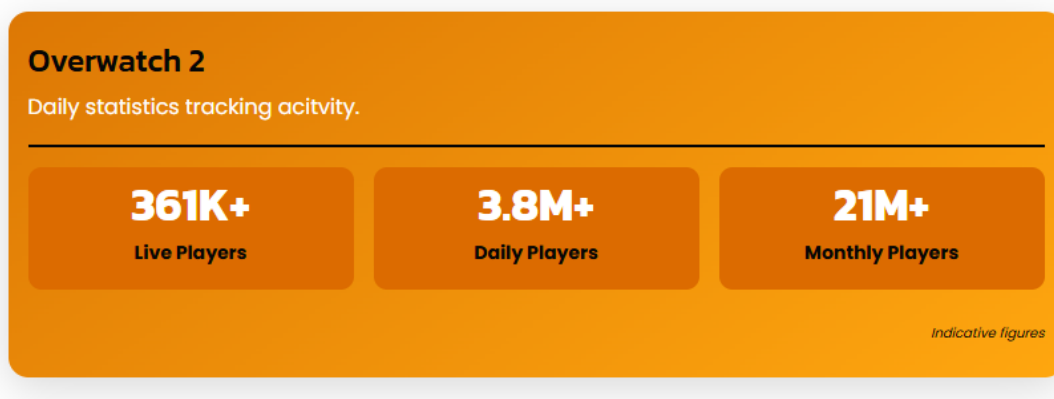 Overwatch 2
Daily statistics tracking acitvity.
361K+
Live Players
3.8M+
Daily Players
21M+
Monthly Players
Indicative figures